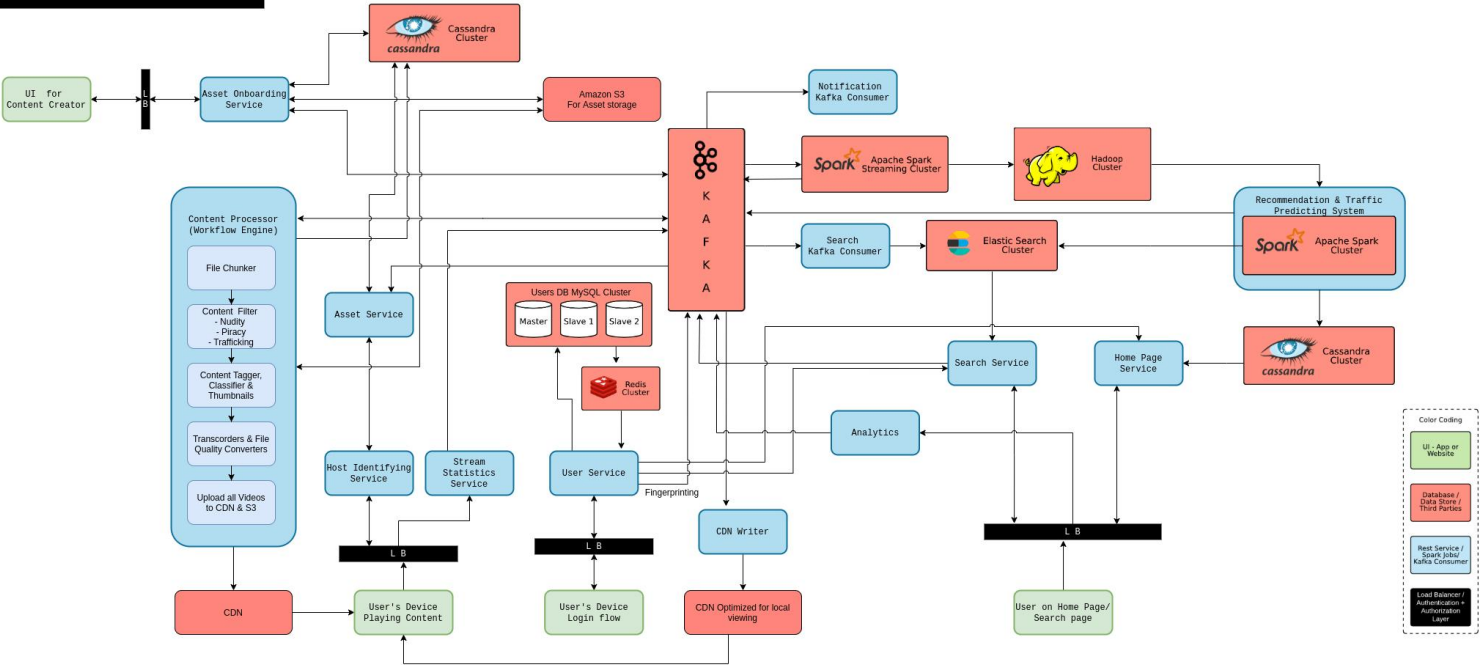 cassandra
Cassandra
Cluster
UI for
Content Creator
L
B
Asset Onboarding
Service
Amazon S3
For Asset storage
Notification
Kafka Consumer
K
A
F
K
A
Spark
Apache Spark
Streaming Cluster
Hadoop
Cluster
Recommendation & Traffic
Predicting System
Spark
Apache Spark
Cluster
Search
Kafka Consumer
Elastic Search
Cluster
Content Processor
(Workflow Engine)
File Chunker
Content Filter
- Nudity
- Piracy
- Trafficking
Content Tagger,
Classifier &
Thumbnails
Transcorders & File
Quality Converters
Upload all Videos
to CDN & S3
Asset Service
Users DB MySQL Cluster
Master
Slave 1
Slave 2
Redis
Cluster
Search Service
Home Page
Service
cassandra
Cassandra
Cluster
Analytics
Host Identifying
Service
Stream
Statistics
Service
User Service
Fingerprinting
CDN Writer
L B
L B
L B
CDN
User's Device
Playing Content
User's Device
Login flow
CDN Optimized for local
viewing
User on Home Page/
Search page
Color Coding
UI - App or
Website
Database /
Data Store /
Third Parties
Rest Service /
Spark Jobs/
Kafka Consumer
Load Balancer /
Authentication +
Authorization
Layer